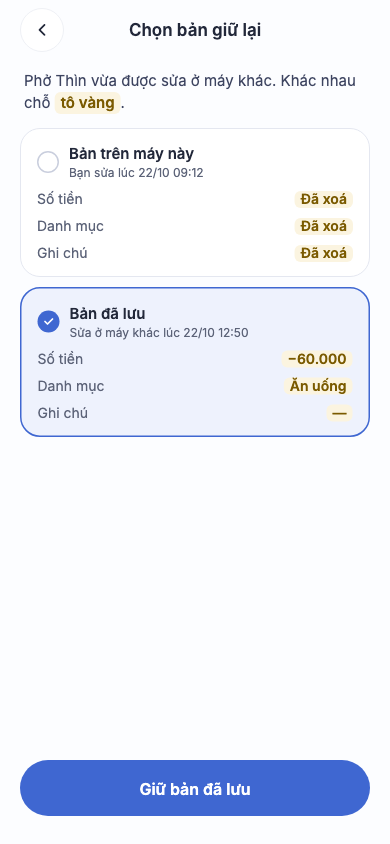 Chọn bản giữ lại
Phở Thìn vừa được sửa ở máy khác. Khác nhau
chỗ tô vàng.
Bản trên máy này
Bạn sửa lúc 22/10 09:12
Số tiền Đã xoá
Danh mục Đã xoá
Ghi chú Đã xoá
Bản đã lưu
Sửa ở máy khác lúc 22/10 12:50
Số tiền −60.000
Danh mục Ăn uống
Ghi chú —
Giữ bản đã lưu